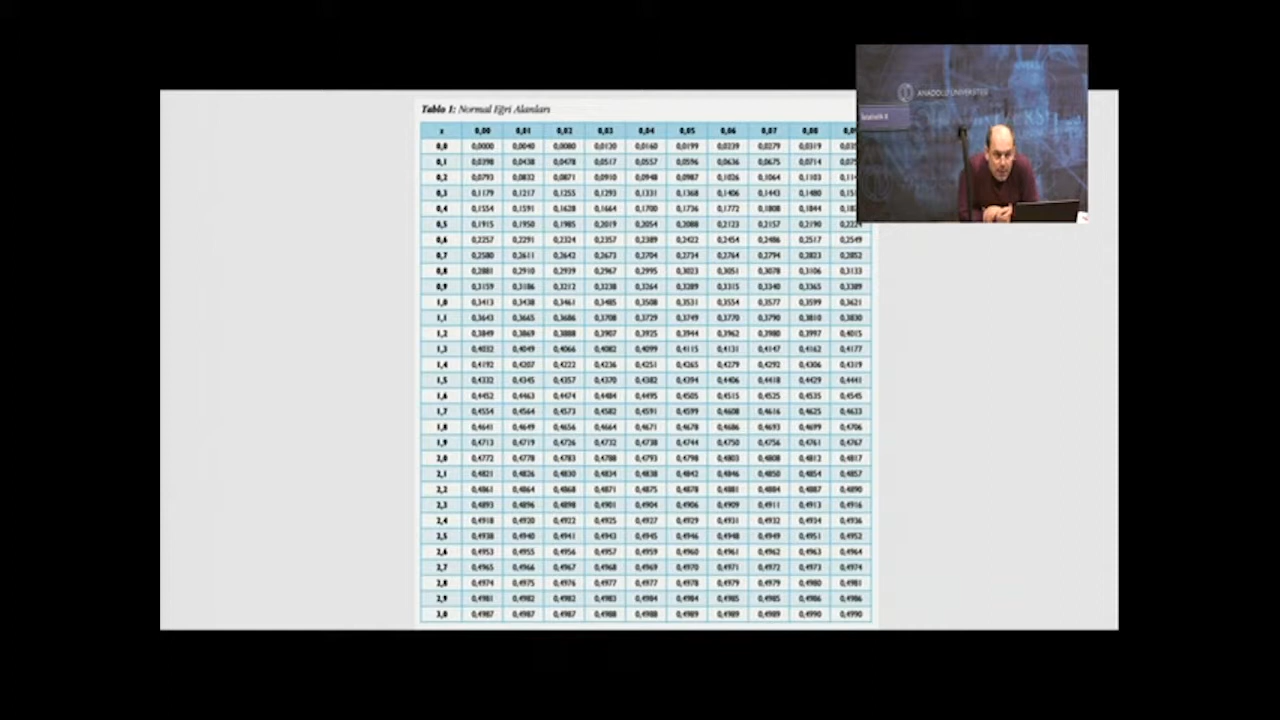 Tablo 1: Normal Eğri Alanları
z 0,00 0,01 0,02 0,03 0,04 0,05 0,06 0,07 0,08
0,0 0,0000 0,0040 0,0080 0,0120 0,0160 0,0199 0,0239 0,0279 0,0319
0,1 0,0398 0,0438 0,0478 0,0517 0,0557 0,0596 0,0636 0,0675 0,0714
0,2 0,0793 0,0832 0,0871 0,0910 0,0948 0,0987 0,1026 0,1064 0,1103
0,3 0,1179 0,1217 0,1255 0,1293 0,1331 0,1368 0,1406 0,1443 0,1480
0,4 0,1554 0,1591 0,1628 0,1664 0,1700 0,1736 0,1772 0,1808 0,1844
0,5 0,1915 0,1950 0,1985 0,2019 0,2054 0,2088 0,2123 0,2157 0,2190 0,2224
0,6 0,2257 0,2291 0,2324 0,2357 0,2389 0,2422 0,2454 0,2486 0,2517 0,2549
0,7 0,2580 0,2611 0,2642 0,2673 0,2704 0,2734 0,2764 0,2794 0,2823 0,2852
0,8 0,2881 0,2910 0,2939 0,2967 0,2995 0,3023 0,3051 0,3078 0,3106 0,3133
0,9 0,3159 0,3186 0,3212 0,3238 0,3264 0,3289 0,3315 0,3340 0,3365 0,3389
1,0 0,3413 0,3438 0,3461 0,3485 0,3508 0,3531 0,3554 0,3577 0,3599 0,3621
1,1 0,3643 0,3665 0,3686 0,3708 0,3729 0,3749 0,3770 0,3790 0,3810 0,3830
1,2 0,3849 0,3869 0,3888 0,3907 0,3925 0,3944 0,3962 0,3980 0,3997 0,4015
1,3 0,4032 0,4049 0,4066 0,4082 0,4099 0,4115 0,4131 0,4147 0,4162 0,4177
1,4 0,4192 0,4207 0,4222 0,4236 0,4251 0,4265 0,4279 0,4292 0,4306 0,4319
1,5 0,4332 0,4345 0,4357 0,4370 0,4382 0,4394 0,4406 0,4418 0,4429 0,4441
1,6 0,4452 0,4463 0,4474 0,4484 0,4495 0,4505 0,4515 0,4525 0,4535 0,4545
1,7 0,4554 0,4564 0,4573 0,4582 0,4591 0,4599 0,4608 0,4616 0,4625 0,4633
1,8 0,4641 0,4649 0,4656 0,4664 0,4671 0,4678 0,4686 0,4693 0,4699 0,4706
1,9 0,4713 0,4719 0,4726 0,4732 0,4738 0,4744 0,4750 0,4756 0,4761 0,4767
2,0 0,4772 0,4778 0,4783 0,4788 0,4793 0,4798 0,4803 0,4808 0,4812 0,4817
2,1 0,4821 0,4826 0,4830 0,4834 0,4838 0,4842 0,4846 0,4850 0,4854 0,4857
2,2 0,4861 0,4864 0,4868 0,4871 0,4875 0,4878 0,4881 0,4884 0,4887 0,4890
2,3 0,4893 0,4896 0,4898 0,4901 0,4904 0,4906 0,4909 0,4911 0,4913 0,4916
2,4 0,4918 0,4920 0,4922 0,4925 0,4927 0,4929 0,4931 0,4932 0,4934 0,4936
2,5 0,4938 0,4940 0,4941 0,4943 0,4945 0,4946 0,4948 0,4949 0,4951 0,4952
2,6 0,4953 0,4955 0,4956 0,4957 0,4959 0,4960 0,4961 0,4962 0,4963 0,4964
2,7 0,4965 0,4966 0,4967 0,4968 0,4969 0,4970 0,4971 0,4972 0,4973 0,4974
2,8 0,4974 0,4975 0,4976 0,4977 0,4977 0,4978 0,4979 0,4979 0,4980 0,4981
2,9 0,4981 0,4982 0,4982 0,4983 0,4984 0,4984 0,4985 0,4985 0,4986 0,4986
3,0 0,4987 0,4987 0,4987 0,4988 0,4988 0,4989 0,4989 0,4989 0,4990 0,4990
ANADOLU ÜNİVERSİTESİ
İstatistik II